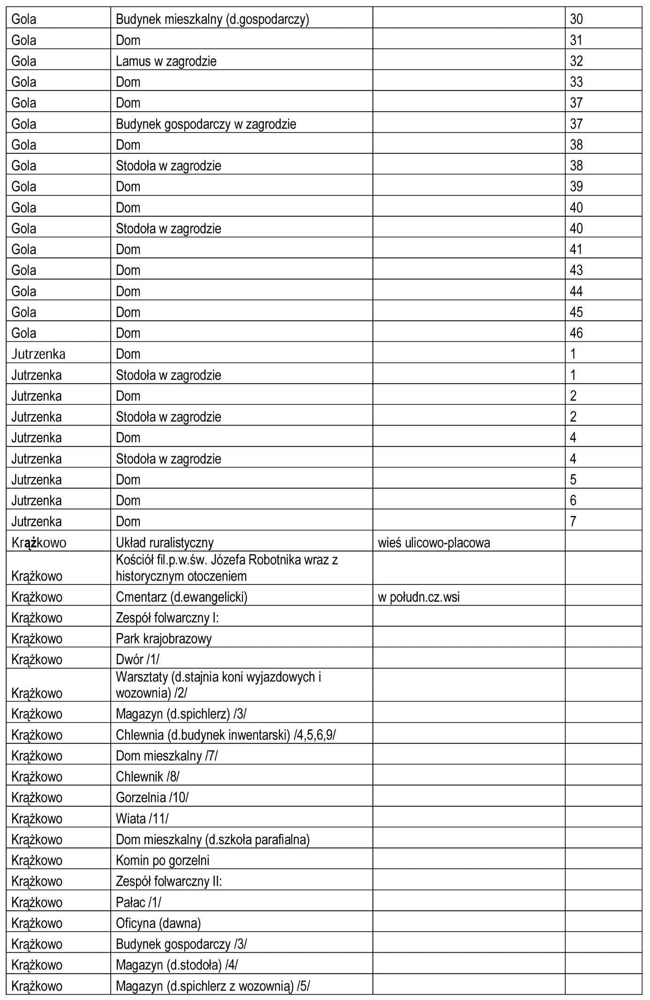 Gola Budynek mieszkalny (d.gospodarczy) 30
Gola Dom 31
Gola Lamus w zagrodzie 32
Gola Dom 33
Gola Dom 37
Gola Budynek gospodarczy w zagrodzie 37
Gola Dom 38
Gola Stodoła w zagrodzie 38
Gola Dom 39
Gola Dom 40
Gola Stodoła w zagrodzie 40
Gola Dom 41
Gola Dom 43
Gola Dom 44
Gola Dom 45
Gola Dom 46
Jutrzenka Dom 1
Jutrzenka Stodoła w zagrodzie 1
Jutrzenka Dom 2
Jutrzenka Stodoła w zagrodzie 2
Jutrzenka Dom 4
Jutrzenka Stodoła w zagrodzie 4
Jutrzenka Dom 5
Jutrzenka Dom 6
Jutrzenka Dom 7
Krążkowo Układ ruralistyczny wieś ulicowo-placowa
Kościół fil.p.w.św. Józefa Robotnika wraz z
Krążkowo historycznym otoczeniem
Krążkowo Cmentarz (d.ewangelicki) w połudn.cz.wsi
Krążkowo Zespół folwarczny I:
Krążkowo Park krajobrazowy
Krążkowo Dwór /1/
Warsztaty (d.stajnia koni wyjazdowych i
Krążkowo wozownia) /2/
Krążkowo Magazyn (d.spichlerz) /3/
Krążkowo Chlewnia (d.budynek inwentarski) /4,5,6,9/
Krążkowo Dom mieszkalny /7/
Krążkowo Chlewnik /8/
Krążkowo Gorzelnia /10/
Krążkowo Wiata /11/
Krążkowo Dom mieszkalny (d.szkoła parafialna)
Krążkowo Komin po gorzelni
Krążkowo Zespół folwarczny II:
Krążkowo Pałac /1/
Krążkowo Oficyna (dawna)
Krążkowo Budynek gospodarczy /3/
Krążkowo Magazyn (d.stodoła) /4/
Krążkowo Magazyn (d.spichlerz z wozownią) /5/